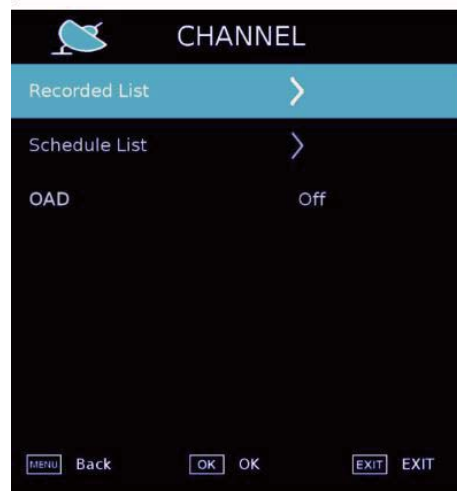 CHANNEL
Recorded List
Schedule List
OAD Off
MENU Back OK OK EXIT EXIT